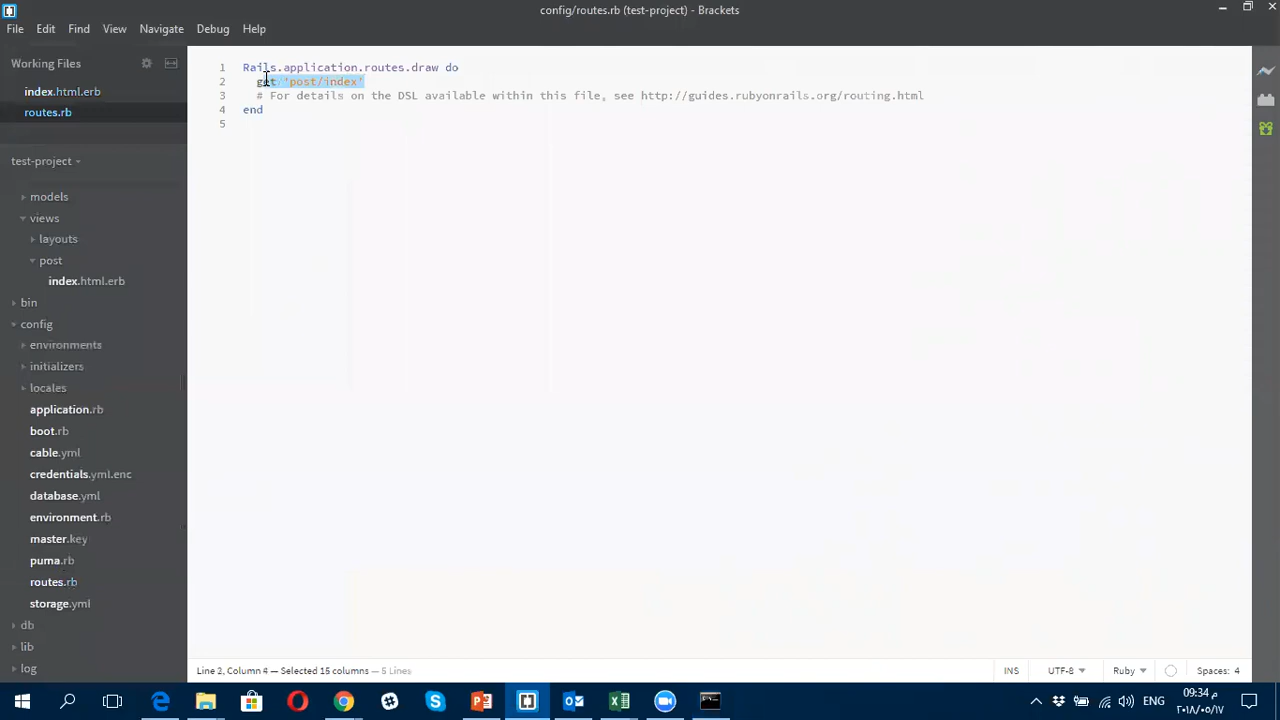 config/routes.rb (test-project) - Brackets
File Edit Find View Navigate Debug Help
Working Files
index.html.erb
routes.rb
test-project
models
views
layouts
post
index.html.erb
bin
config
environments
initializers
locales
application.rb
boot.rb
cable.yml
credentials.yml.enc
database.yml
environment.rb
master.key
puma.rb
routes.rb
storage.yml
db
lib
log
1 Rails.application.routes.draw do
2 get 'post/index'
3 # For details on the DSL available within this file, see http://guides.rubyonrails.org/routing.html
4 end
5
Line 2, Column 4 — Selected 15 columns — 5 Lines
INS UTF-8 Ruby Spaces: 4
ENG
09:34 م
٢٠١٨/٠٥/١٧